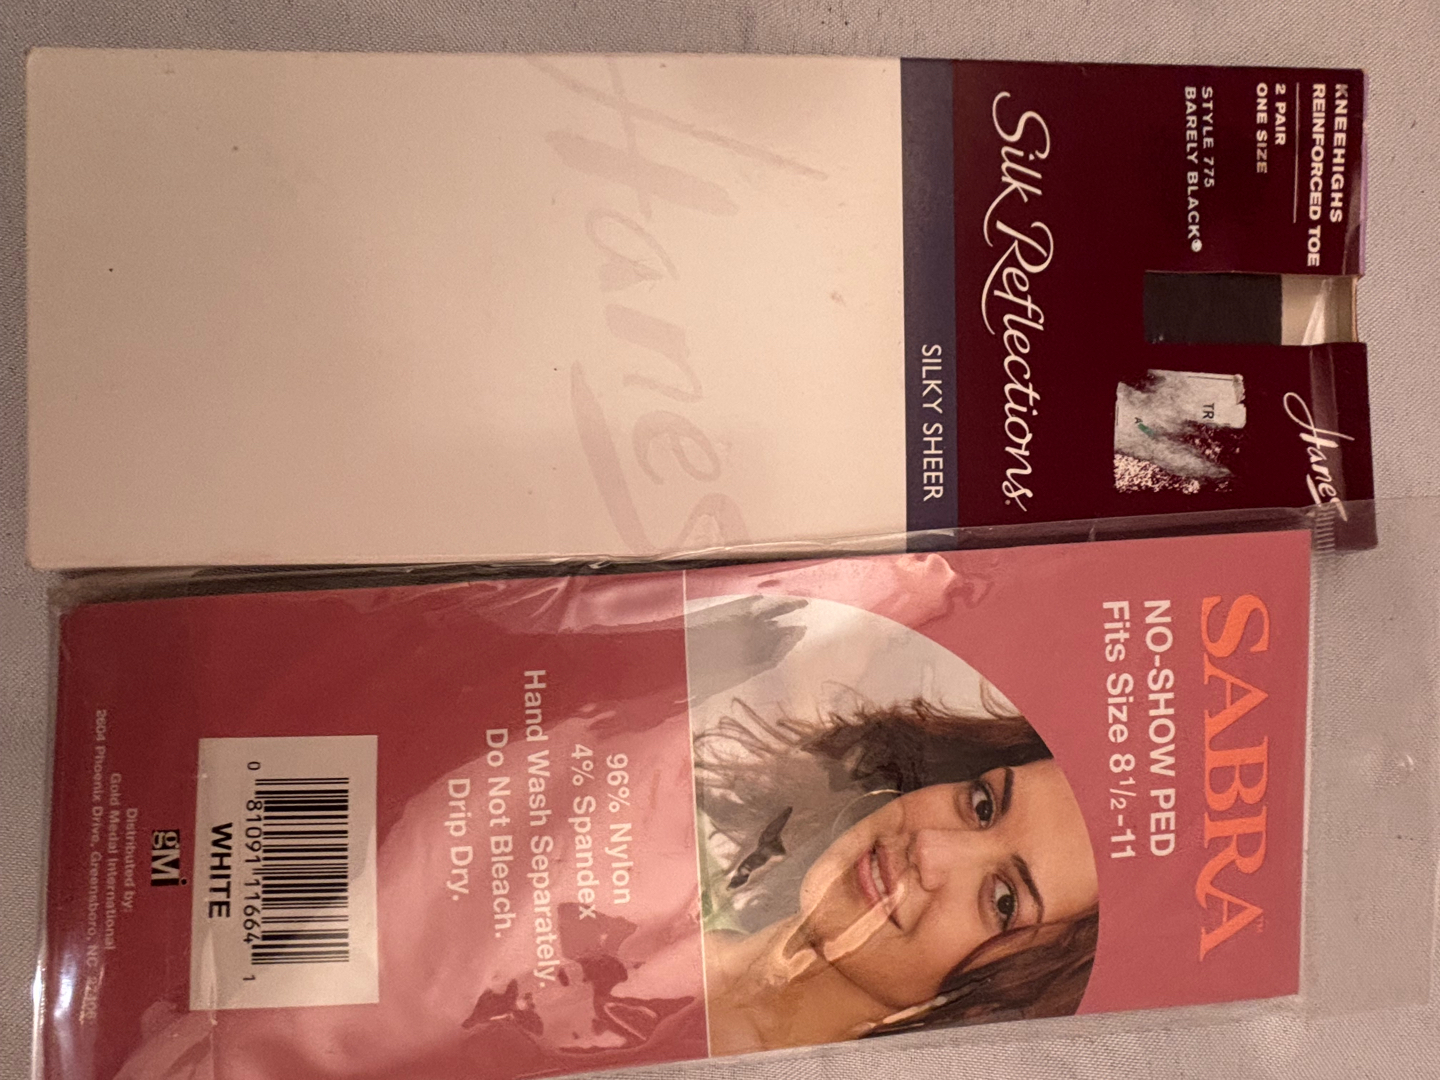 KNEEHIGHS
REINFORCED TOE
2 PAIR
ONE SIZE
STYLE 775
BARELY BLACK®
Hanes
TR
A
Silk Reflections.
SILKY SHEER
Hanes
SABRA™
NO-SHOW PED
Fits Size 8 1/2-11
96% Nylon
4% Spandex
Hand Wash Separately.
Do Not Bleach.
Drip Dry.
0 81091 11664 1
WHITE
gMi
Distributed by:
Gold Medal International
2604 Phoenix Drive, Greensboro, NC